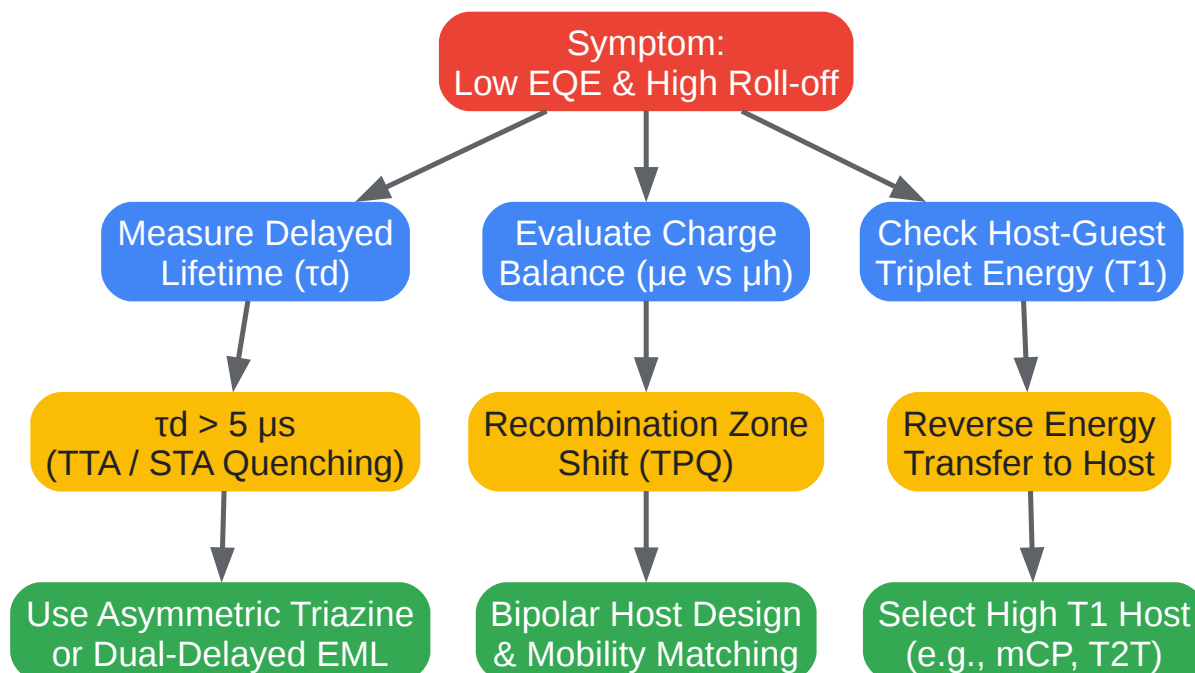 Symptom:
Low EQE & High Roll-off
Measure Delayed
Lifetime (τd)
Evaluate Charge
Balance (μe vs μh)
Check Host-Guest
Triplet Energy (T1)
τd > 5 μs
(TTA / STA Quenching)
Recombination Zone
Shift (TPQ)
Reverse Energy
Transfer to Host
Use Asymmetric Triazine
or Dual-Delayed EML
Bipolar Host Design
& Mobility Matching
Select High T1 Host
(e.g., mCP, T2T)